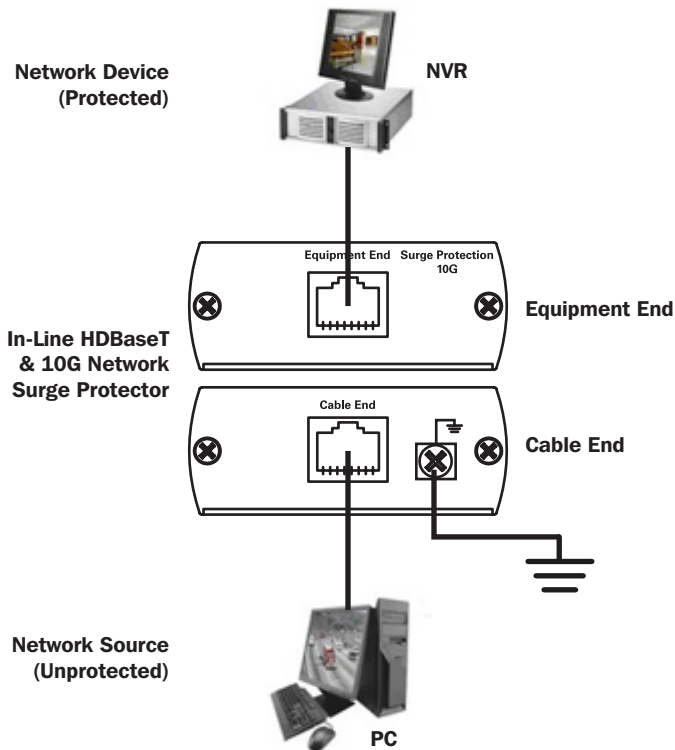 Network Device
(Protected)
NVR
Equipment End
Surge Protection
10G
Equipment End
In-Line HDBaseT
& 10G Network
Surge Protector
Cable End
Cable End
Network Source
(Unprotected)
PC